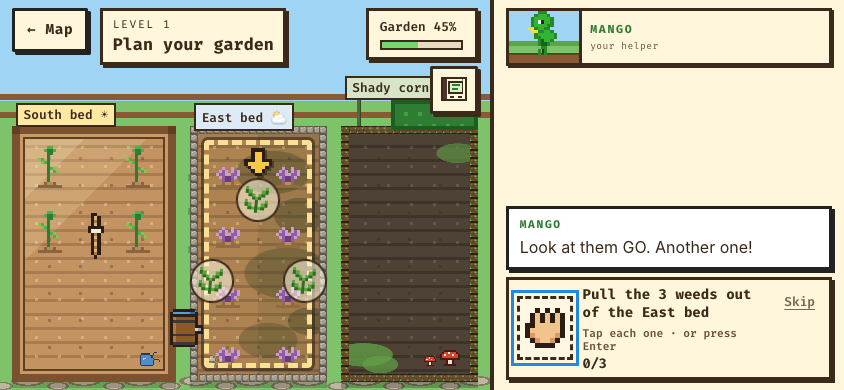 ← Map
LEVEL 1
Plan your garden
Garden 45%
Shady corn
South bed ☀
East bed ⛅
MANGO
your helper
MANGO
Look at them GO. Another one!
Pull the 3 weeds out
of the East bed
Skip
Tap each one · or press
Enter
0/3